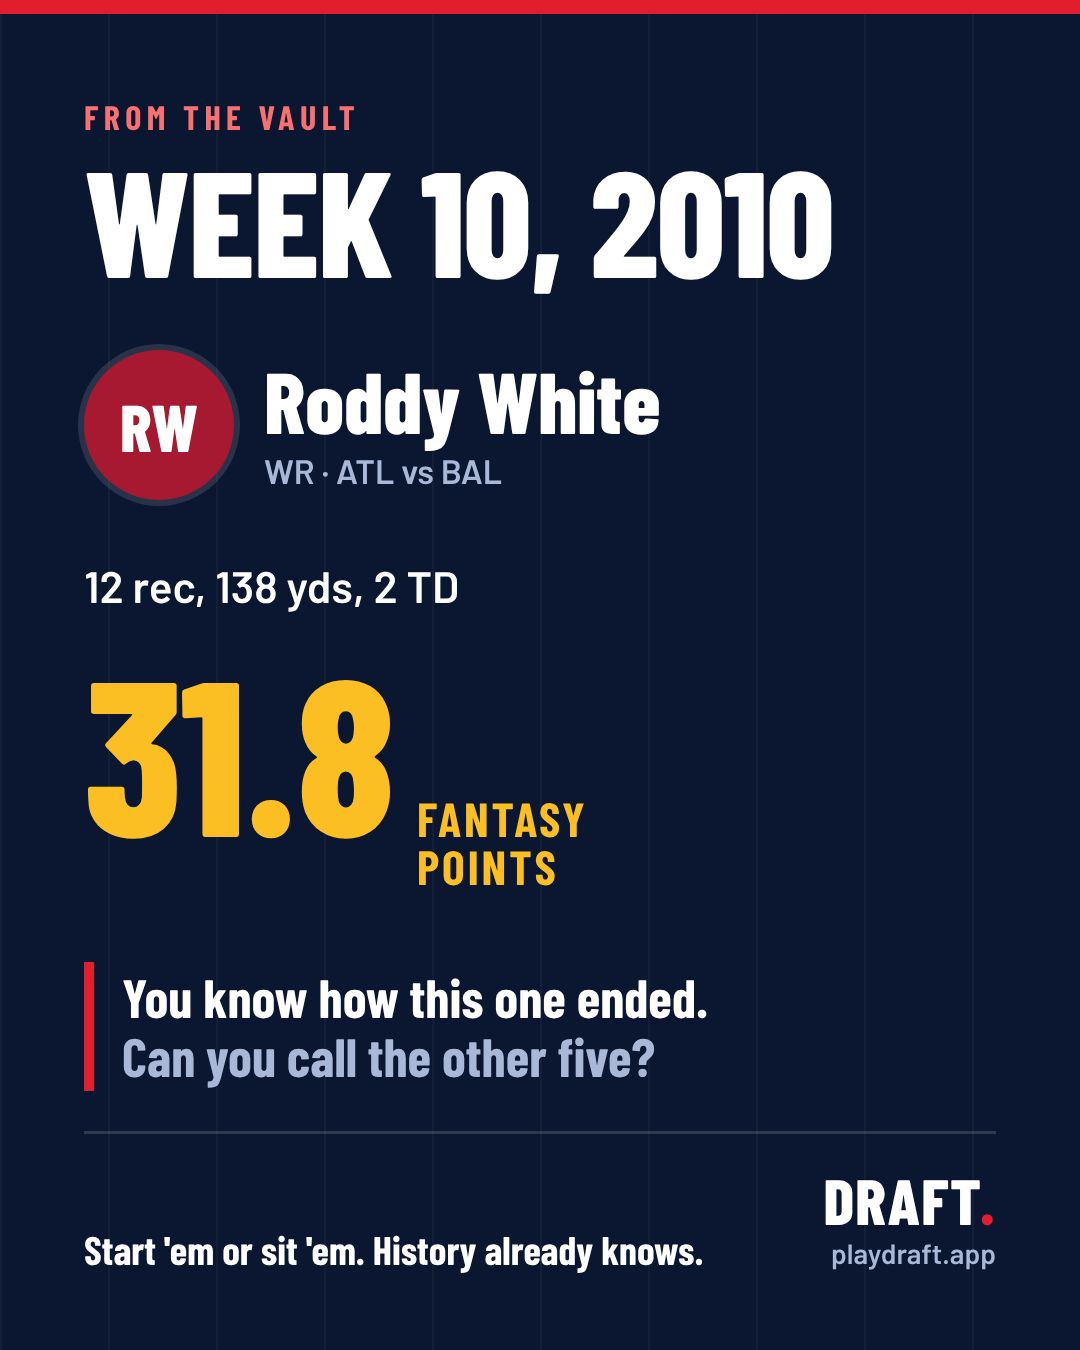 FROM THE VAULT
WEEK 10, 2010
RW
Roddy White
WR · ATL vs BAL
12 rec, 138 yds, 2 TD
31.8
FANTASY
POINTS
You know how this one ended.
Can you call the other five?
DRAFT.
Start 'em or sit 'em. History already knows.
playdraft.app